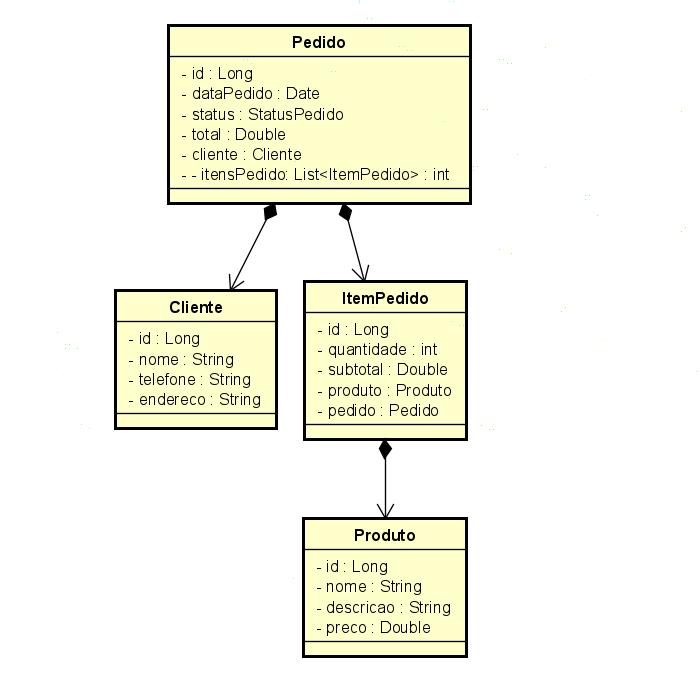 Pedido
- id : Long
- dataPedido : Date
- status : StatusPedido
- total : Double
- cliente : Cliente
- - itensPedido: List<ItemPedido> : int
Cliente
- id : Long
- nome : String
- telefone : String
- endereco : String
ItemPedido
- id : Long
- quantidade : int
- subtotal : Double
- produto : Produto
- pedido : Pedido
Produto
- id : Long
- nome : String
- descricao : String
- preco : Double